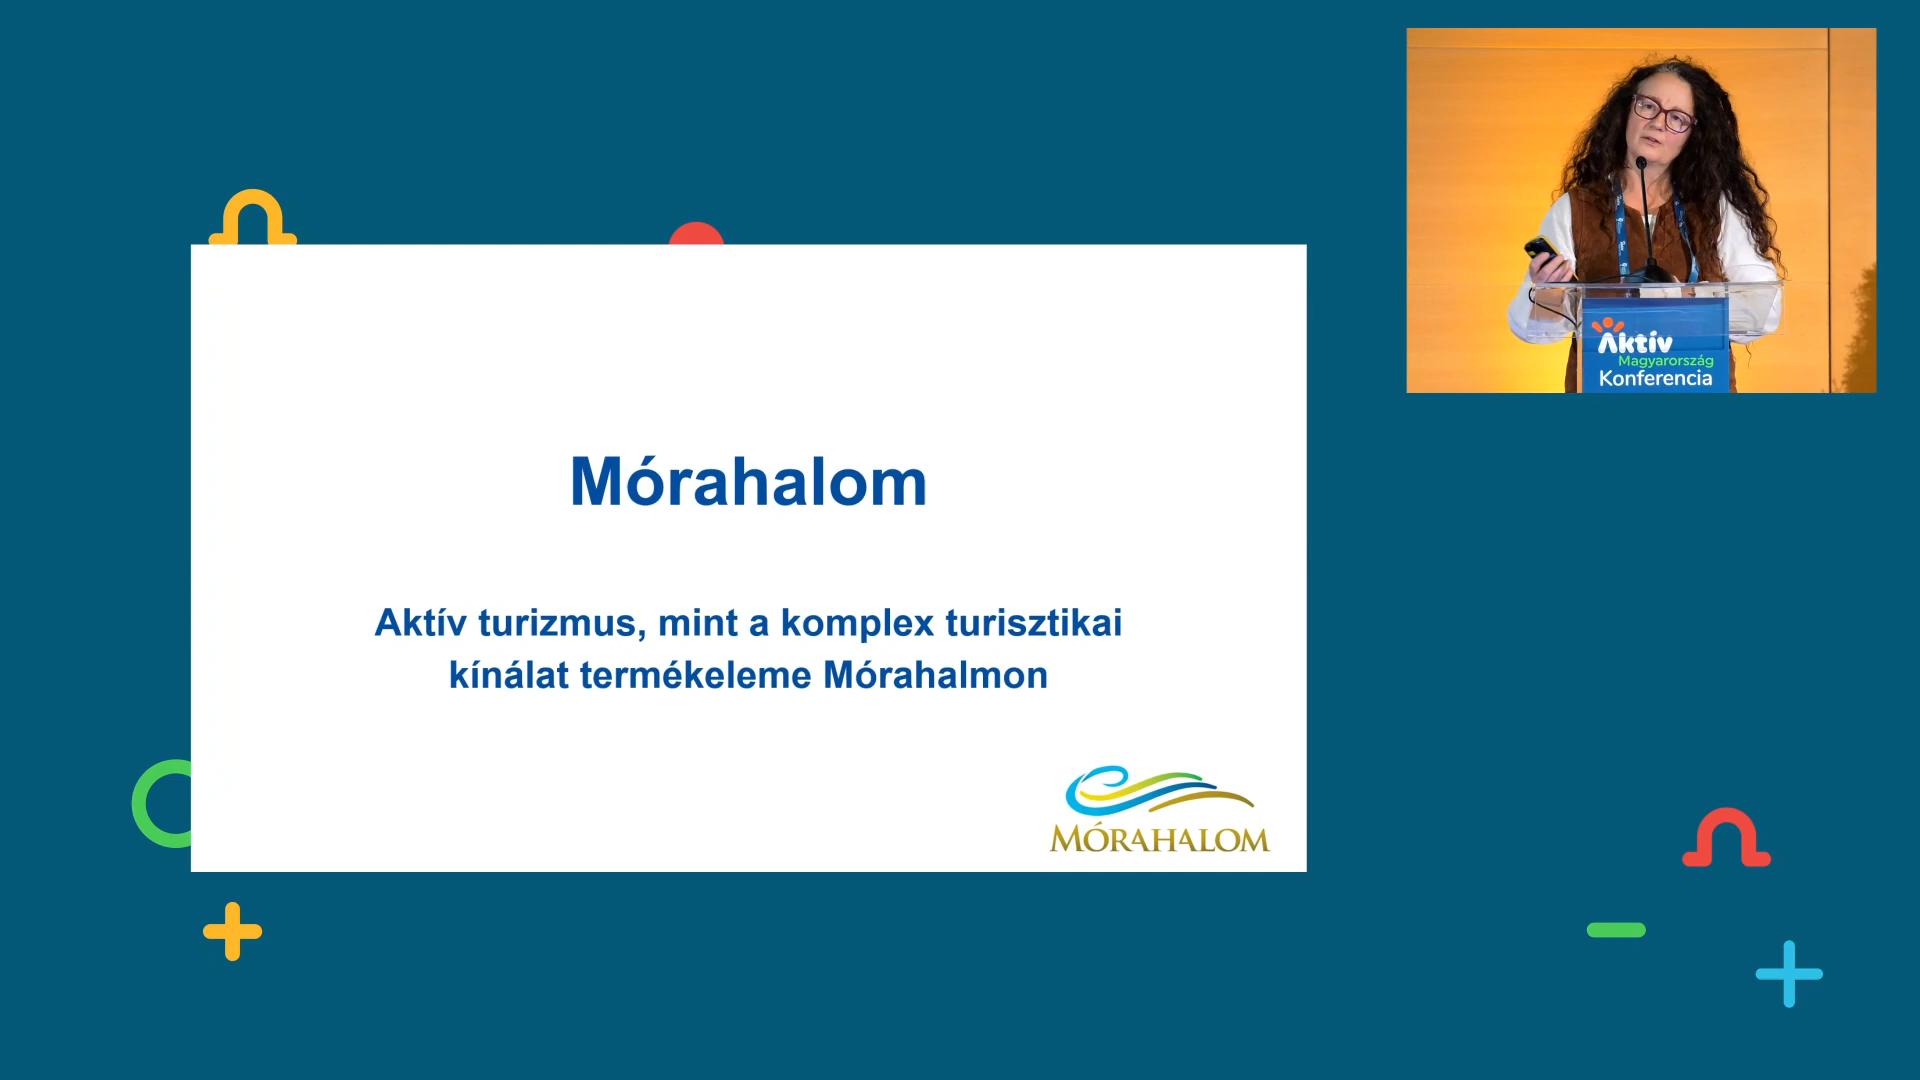 Mórahalom
Aktív turizmus, mint a komplex turisztikai
kínálat termékeleme Mórahalmon
MÓRAHALOM
Aktív
Magyarország
Konferencia